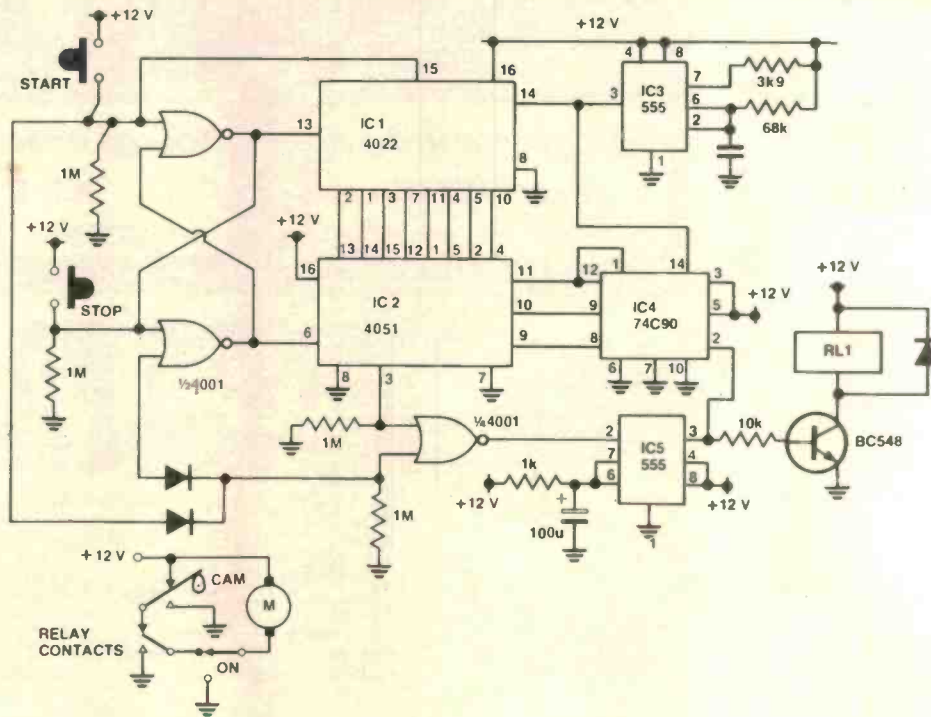 +12 V
START
1M
+12 V
STOP
1M
½4001
13
15
16
14
8
IC 1
4022
2 1 3 7 11 4 5 10
13 14 15 12 1 5 2 4
+12 V
16
6
IC 2
4051
11
10
9
8
3
7
+12 V
4 8
3
IC3
555
7
6
2
1
3k9
68k
12
1
14
9
8
IC4
74C90
3
5
2
6 7 10
+12 V
+12 V
RL1
BC548
10k
1M
¼4001
1M
2
7
6
IC5
555
3
4
8
1
+12 V
1k
+12 V
+
100u
+12 V
CAM
M
RELAY
CONTACTS
ON